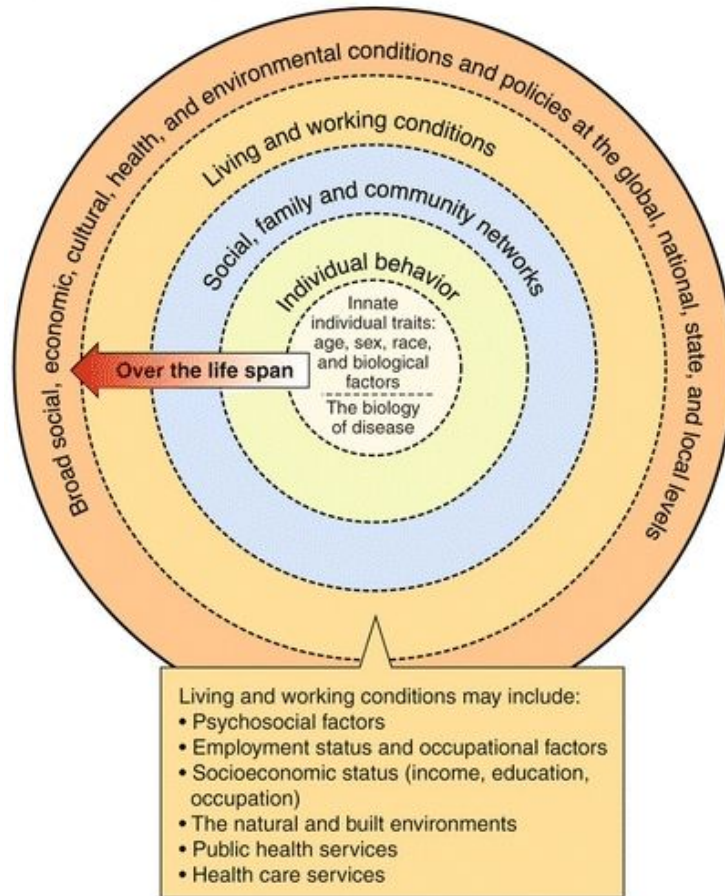 Broad social, economic, cultural, health, and environmental conditions and policies at the global, national, state, and local levels
Living and working conditions
Social, family and community networks
Individual behavior
Innate
individual traits:
age, sex, race,
and biological
factors
The biology
of disease
Over the life span
Living and working conditions may include:
• Psychosocial factors
• Employment status and occupational factors
• Socioeconomic status (income, education,
occupation)
• The natural and built environments
• Public health services
• Health care services